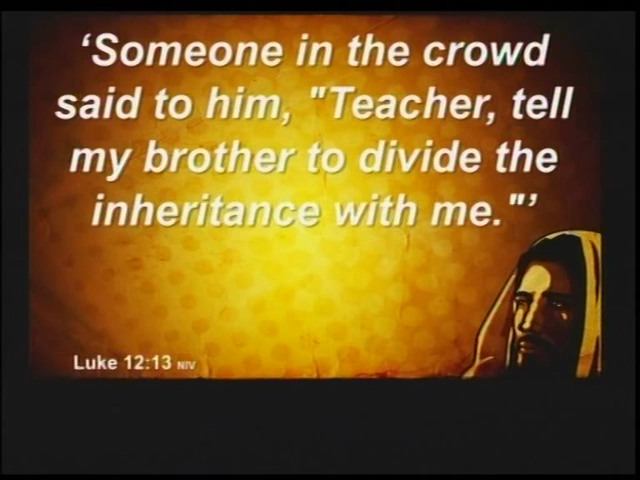 ‘Someone in the crowd
said to him, "Teacher, tell
my brother to divide the
inheritance with me."’
Luke 12:13 NIV